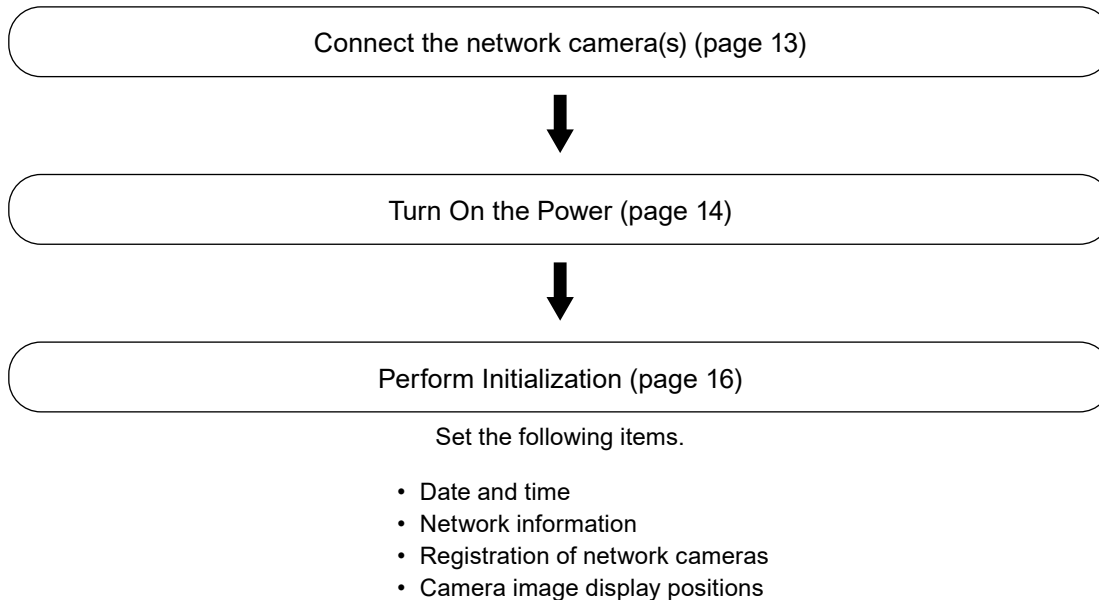 Connect the network camera(s) (page 13)
Turn On the Power (page 14)
Perform Initialization (page 16)
Set the following items.
• Date and time
• Network information
• Registration of network cameras
• Camera image display positions